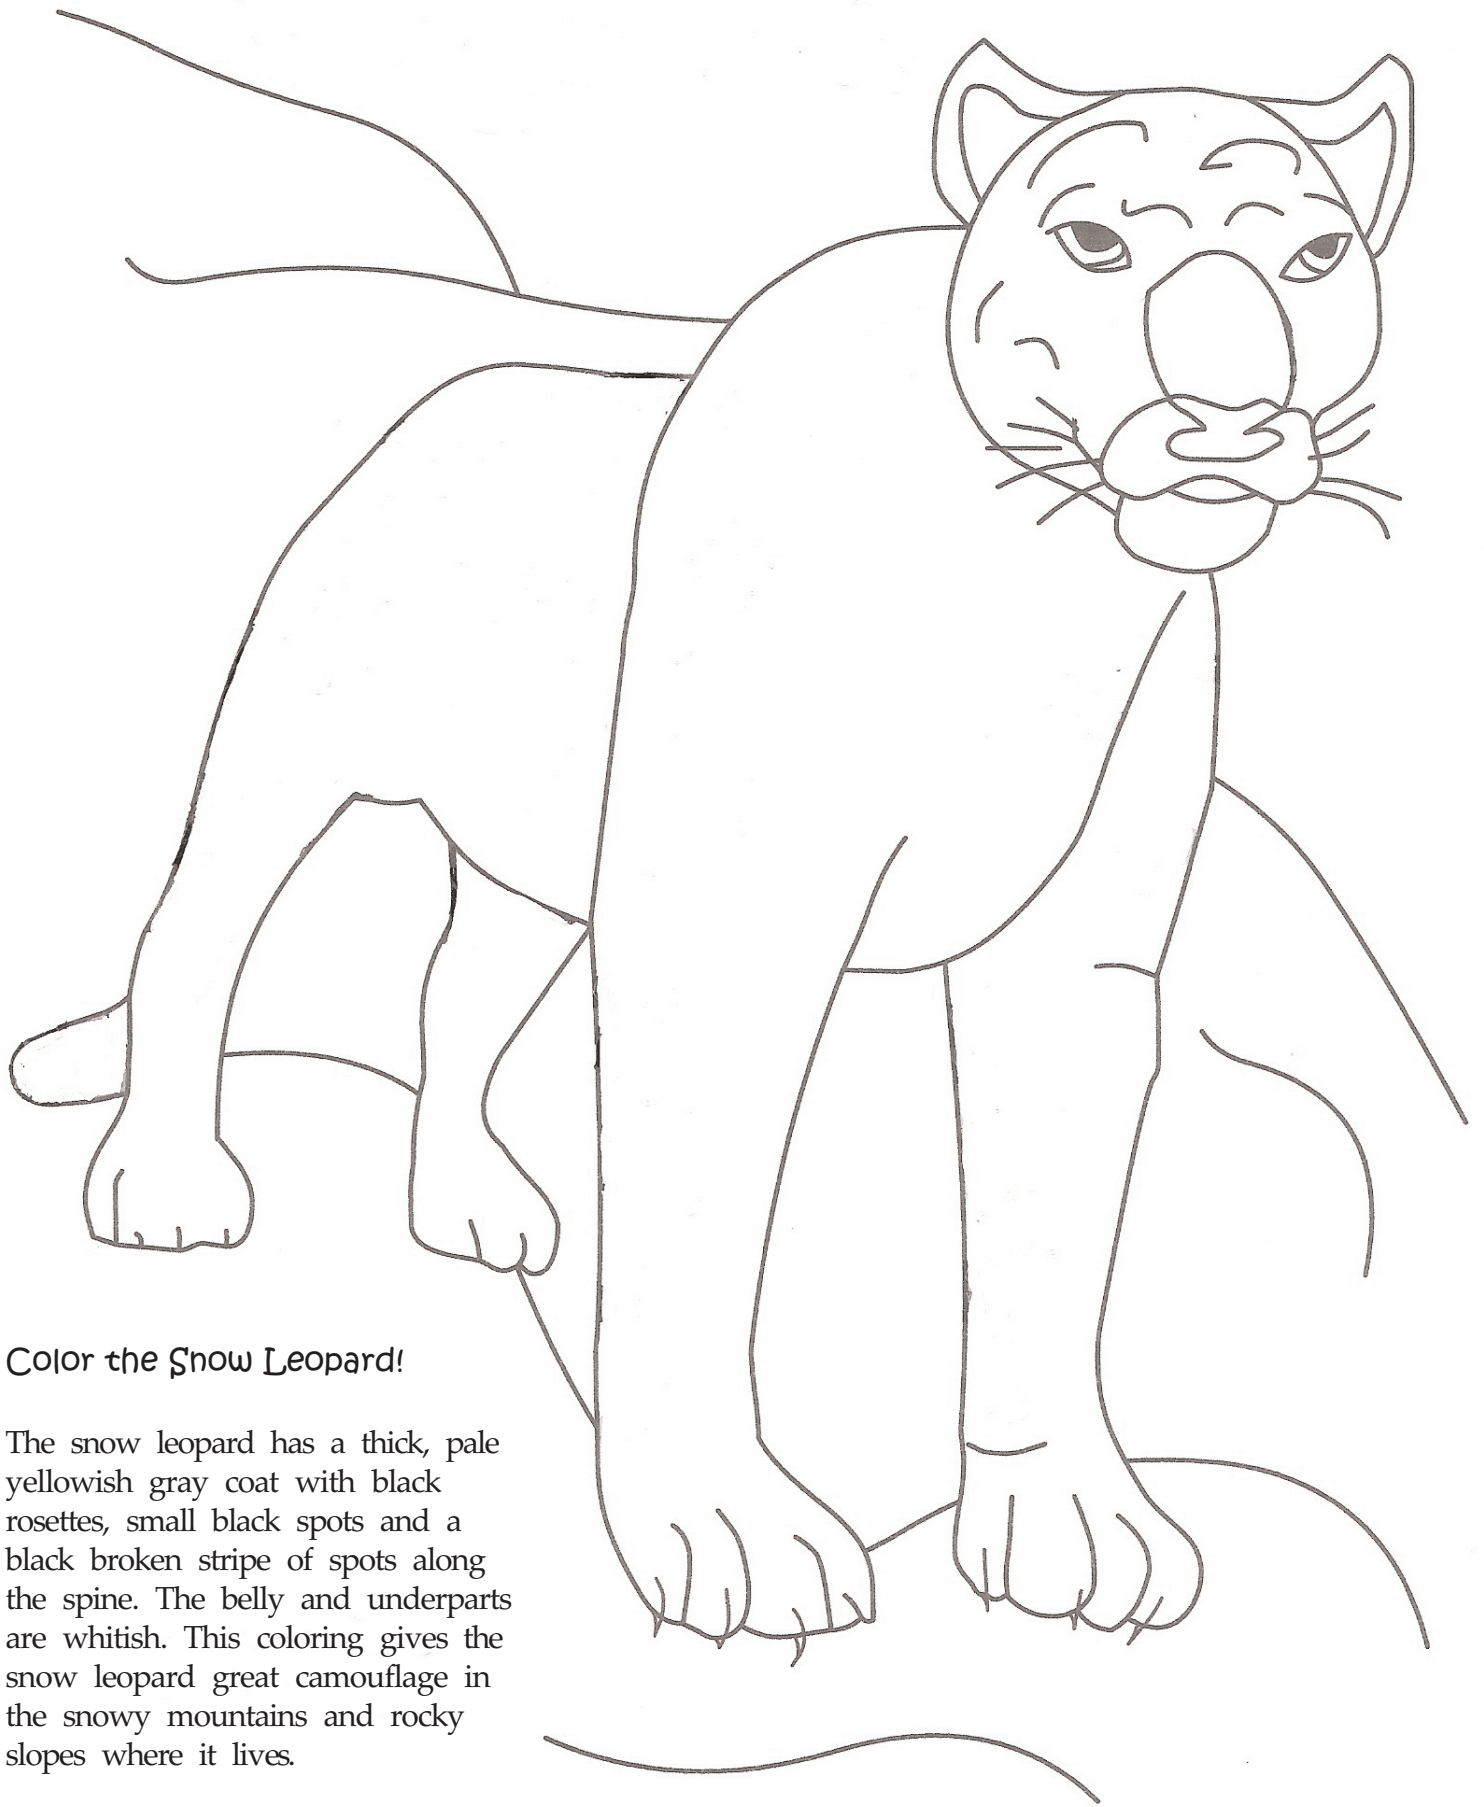 Color the Snow Leopard!
The snow leopard has a thick, pale
yellowish gray coat with black
rosettes, small black spots and a
black broken stripe of spots along
the spine. The belly and underparts
are whitish. This coloring gives the
snow leopard great camouflage in
the snowy mountains and rocky
slopes where it lives.